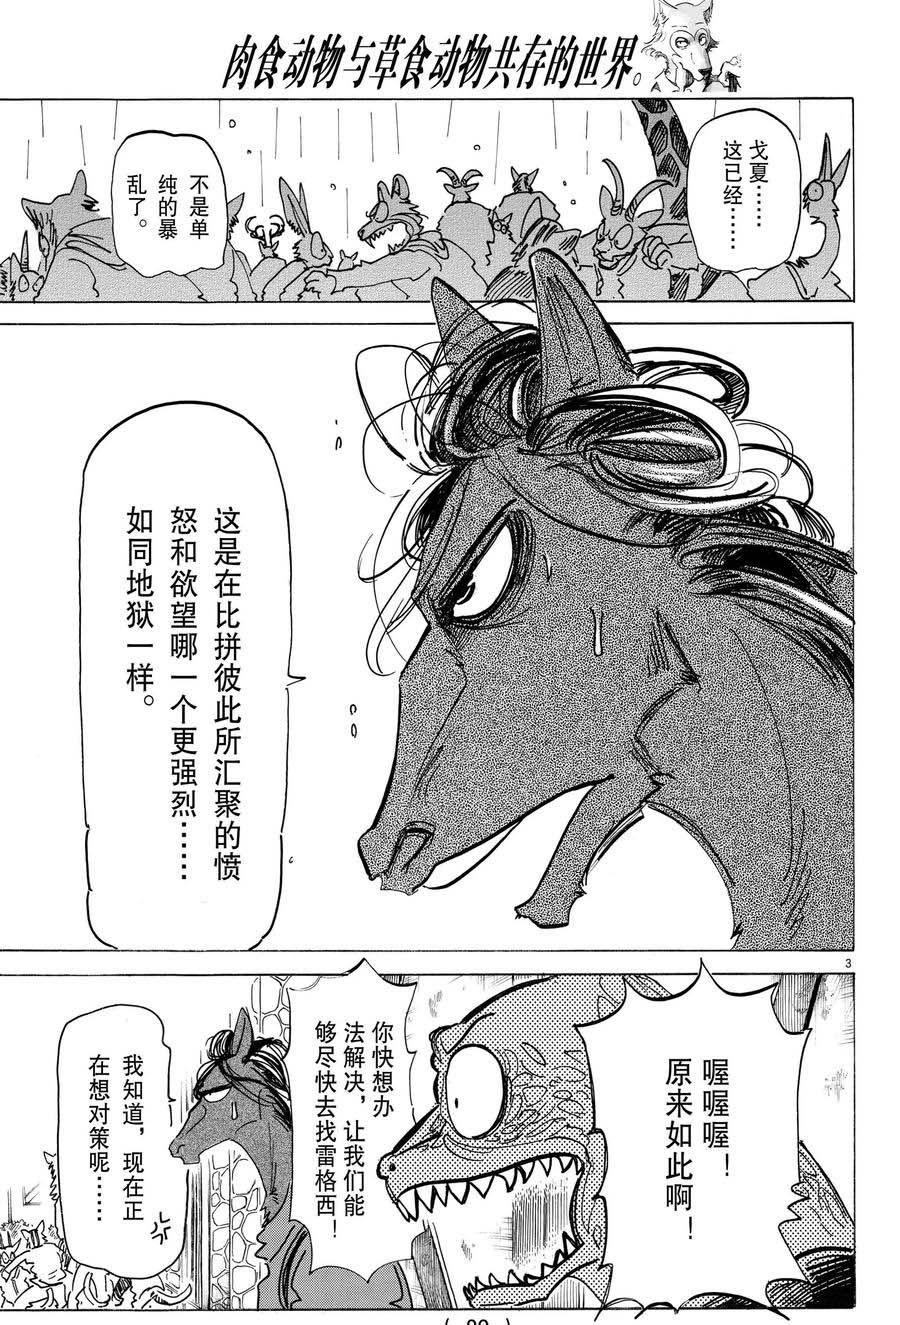 肉食动物与草食动物共存的世界。
戈夏……
这已经……
不是单
纯的暴
乱了。
这是在比拼彼此所汇聚的愤
怒和欲望哪一个更强烈……
如同地狱一样。
3
喔喔喔！
原来如此啊！
你快想办
法解决，让我们能
够尽快去找雷格西！
我知道，现在正
在想对策呢……